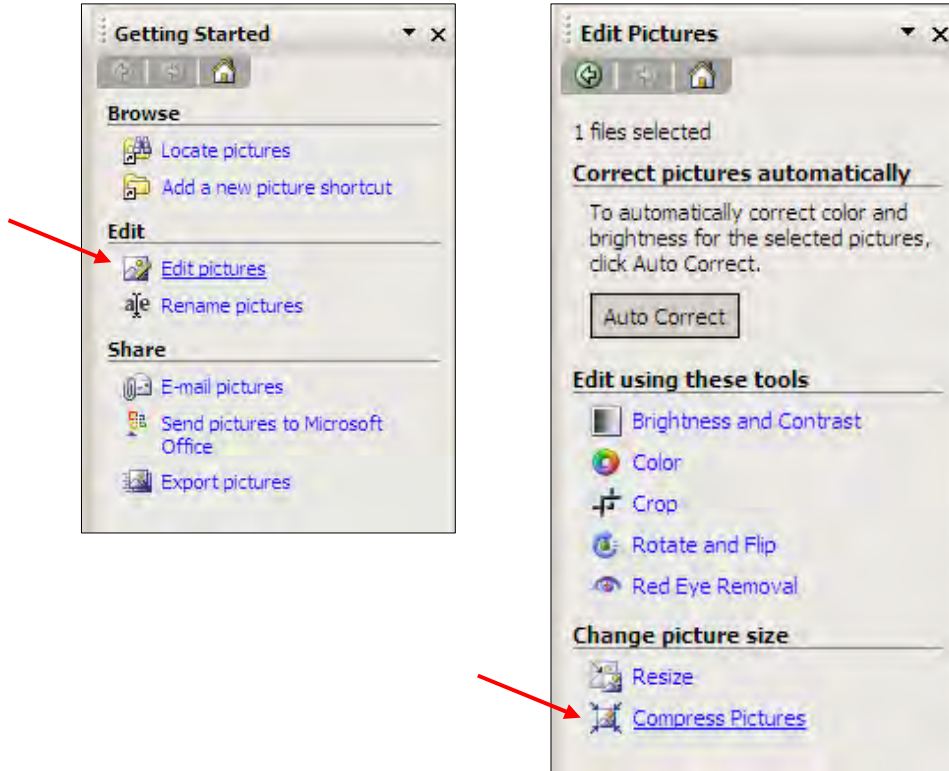 Getting Started
Browse
Locate pictures
Add a new picture shortcut
Edit
Edit pictures
Rename pictures
Share
E-mail pictures
Send pictures to Microsoft
Office
Export pictures
Edit Pictures
1 files selected
Correct pictures automatically
To automatically correct color and
brightness for the selected pictures,
click Auto Correct.
Auto Correct
Edit using these tools
Brightness and Contrast
Color
Crop
Rotate and Flip
Red Eye Removal
Change picture size
Resize
Compress Pictures